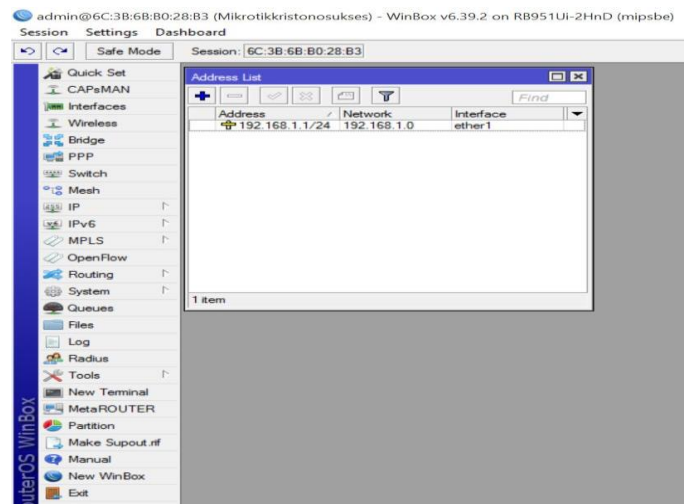 admin@6C:3B:6B:B0:28:B3 (Mikrotikkristonosukses) - WinBox v6.39.2 on RB951Ui-2HnD (mipsbe)
Session Settings Dashboard
Safe Mode Session: 6C:3B:6B:B0:28:B3
Quick Set
CAPsMAN
Interfaces
Wireless
Bridge
PPP
Switch
Mesh
IP
IPv6
MPLS
OpenFlow
Routing
System
Queues
Files
Log
Radius
Tools
New Terminal
MetaROUTER
Partition
Make Supout.rif
Manual
New WinBox
Exit
Address List
Find
Address Network Interface
192.168.1.1/24 192.168.1.0 ether1
1 item
uterOS WinBox